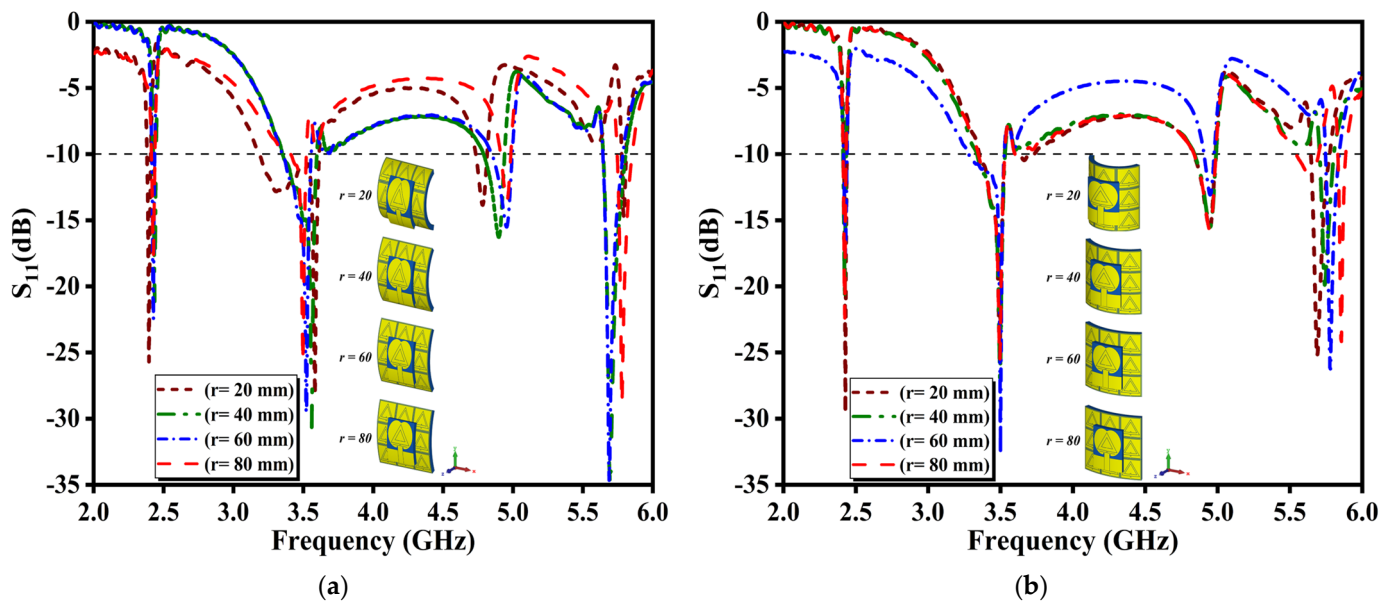 (a)
S11(dB)
0
-5
-10
-15
-20
-25
-30
-35
r = 20
r = 40
r = 60
r = 80
(r= 20 mm)
(r= 40 mm)
(r= 60 mm)
(r= 80 mm)
2.0 2.5 3.0 3.5 4.0 4.5 5.0 5.5 6.0
Frequency (GHz)
(b)
S11(dB)
0
-5
-10
-15
-20
-25
-30
-35
r = 20
r = 40
r = 60
r = 80
(r= 20 mm)
(r= 40 mm)
(r= 60 mm)
(r= 80 mm)
2.0 2.5 3.0 3.5 4.0 4.5 5.0 5.5 6.0
Frequency (GHz)